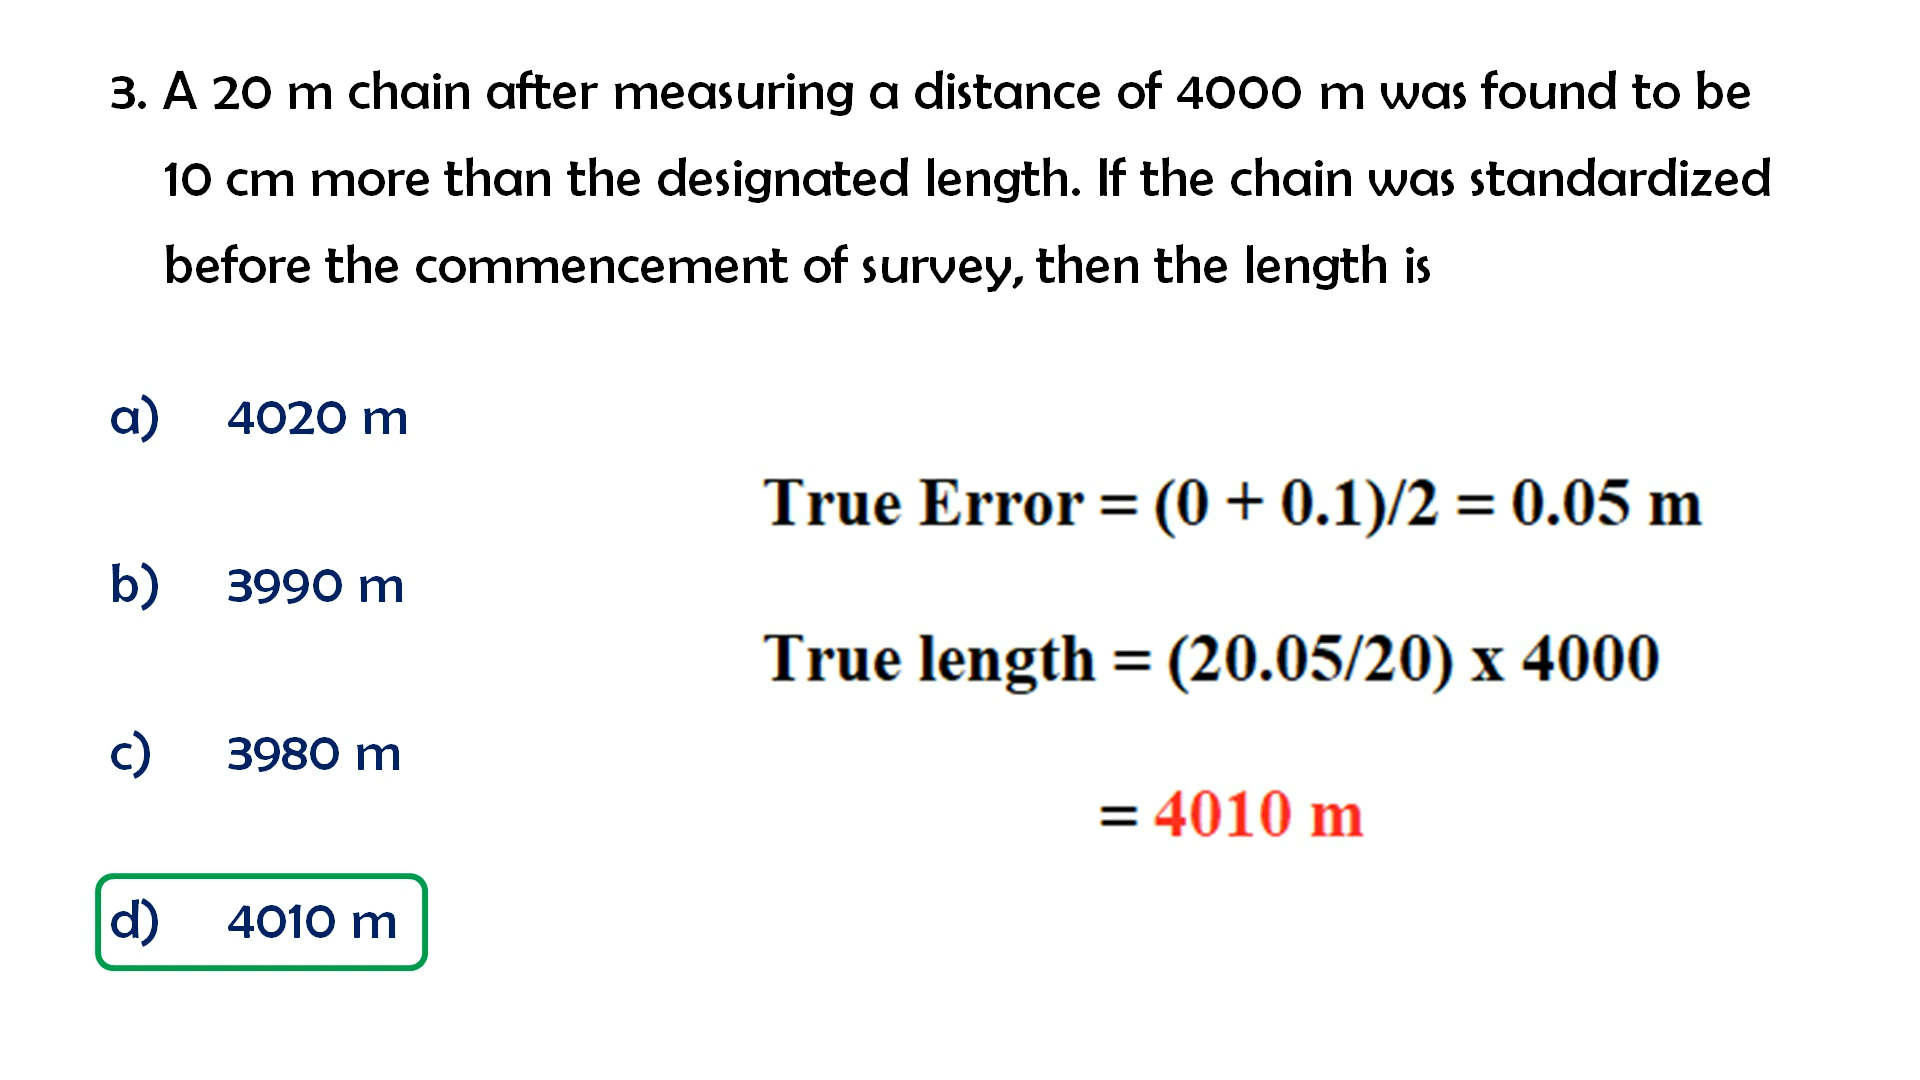 3. A 20 m chain after measuring a distance of 4000 m was found to be
10 cm more than the designated length. If the chain was standardized
before the commencement of survey, then the length is
a) 4020 m
b) 3990 m
c) 3980 m
d) 4010 m
True Error = (0 + 0.1)/2 = 0.05 m
True length = (20.05/20) x 4000
= 4010 m